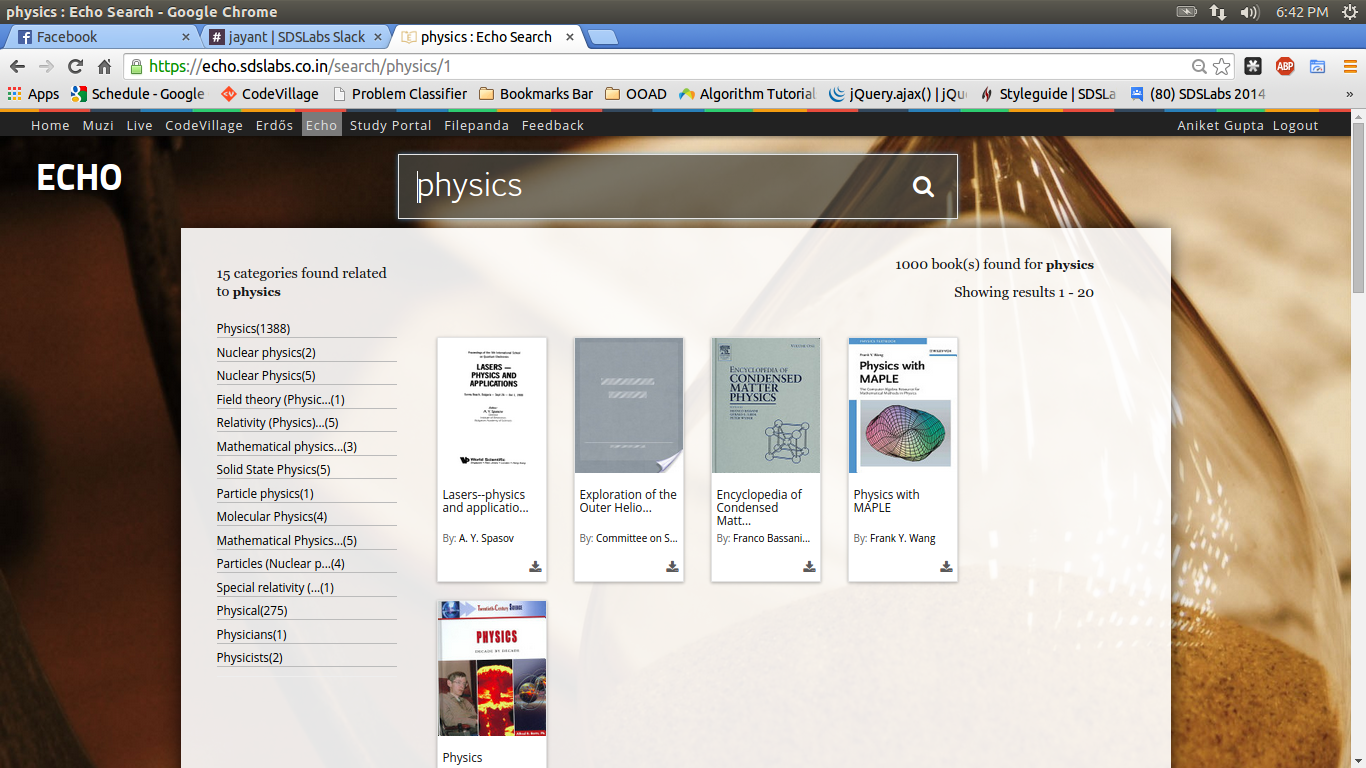 physics : Echo Search - Google Chrome
6:42 PM
Facebook
jayant | SDSLabs Slack
physics : Echo Search
https://echo.sdslabs.co.in/search/physics/1
ABP
Apps
Schedule - Google
CodeVillage
Problem Classifier
Bookmarks Bar
OOAD
Algorithm Tutorial
jQuery.ajax() | jQu
Styleguide | SDSLa
(80) SDSLabs 2014
»
Home Muzi Live CodeVillage Erdős Echo Study Portal Filepanda Feedback
Aniket Gupta Logout
ECHO
physics
15 categories found related
to physics
1000 book(s) found for physics
Showing results 1 - 20
Physics(1388)
Nuclear physics(2)
Nuclear Physics(5)
Field theory (Physic...(1)
Relativity (Physics)...(5)
Mathematical physics...(3)
Solid State Physics(5)
Particle physics(1)
Molecular Physics(4)
Mathematical Physics...(5)
Particles (Nuclear p...(4)
Special relativity (...(1)
Physical(275)
Physicians(1)
Physicists(2)
LASERS —
PHYSICS AND
APPLICATIONS
World Scientific
Lasers--physics
and applicatio...
By: A. Y. Spasov
Exploration of the
Outer Helio...
By: Committee on S...
ENCYCLOPEDIA OF
CONDENSED
MATTER
PHYSICS
Encyclopedia of
Condensed
Matt...
By: Franco Bassani...
Frank Y. Wang
Physics with
MAPLE
The Computer Algebra Resource for
Mathematical Methods in Physics
Physics with
MAPLE
By: Frank Y. Wang
Twentieth-Century Science
PHYSICS
DECADE BY DECADE
Physics